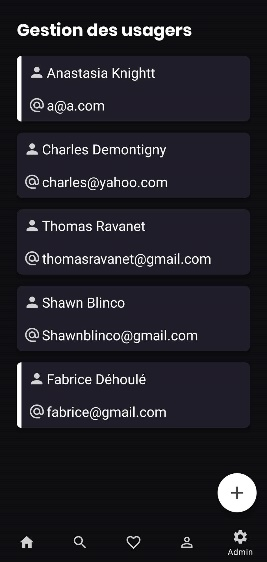 Gestion des usagers
Anastasia Knightt
a@a.com
Charles Demontigny
charles@yahoo.com
Thomas Ravanet
thomasravanet@gmail.com
Shawn Blinco
Shawnblinco@gmail.com
Fabrice Déhoulé
fabrice@gmail.com
Admin